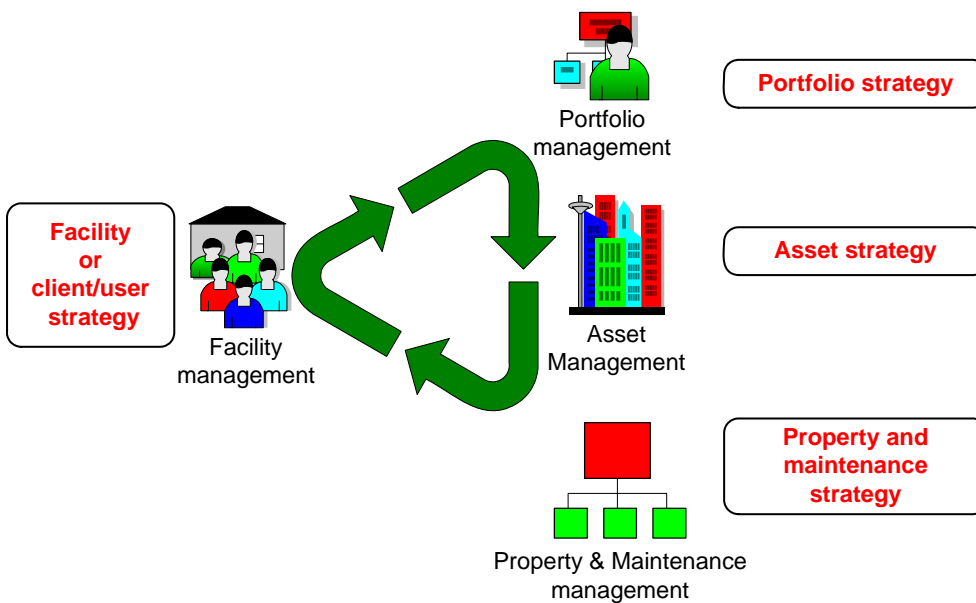 Portfolio
management
Portfolio strategy
Facility
or
client/user
strategy
Facility
management
Asset
Management
Asset strategy
Property & Maintenance
management
Property and
maintenance
strategy